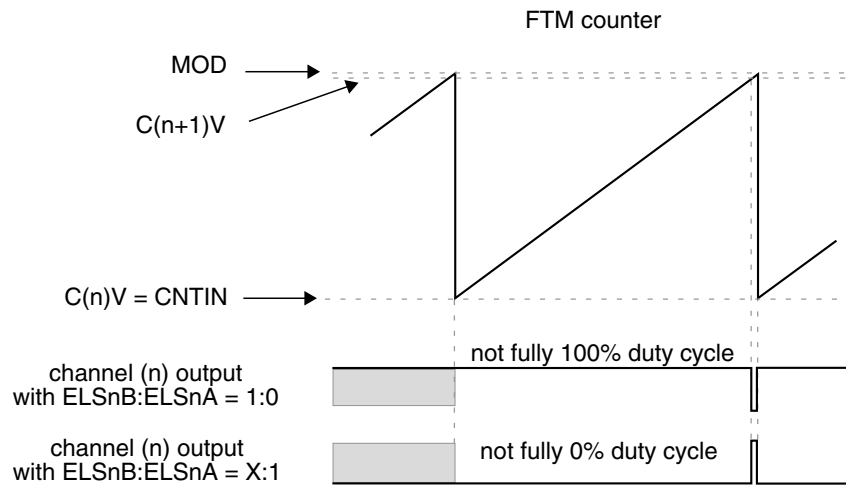 FTM counter
MOD
C(n+1)V
C(n)V = CNTIN
not fully 100% duty cycle
channel (n) output
with ELSnB:ELSnA = 1:0
channel (n) output
with ELSnB:ELSnA = X:1
not fully 0% duty cycle